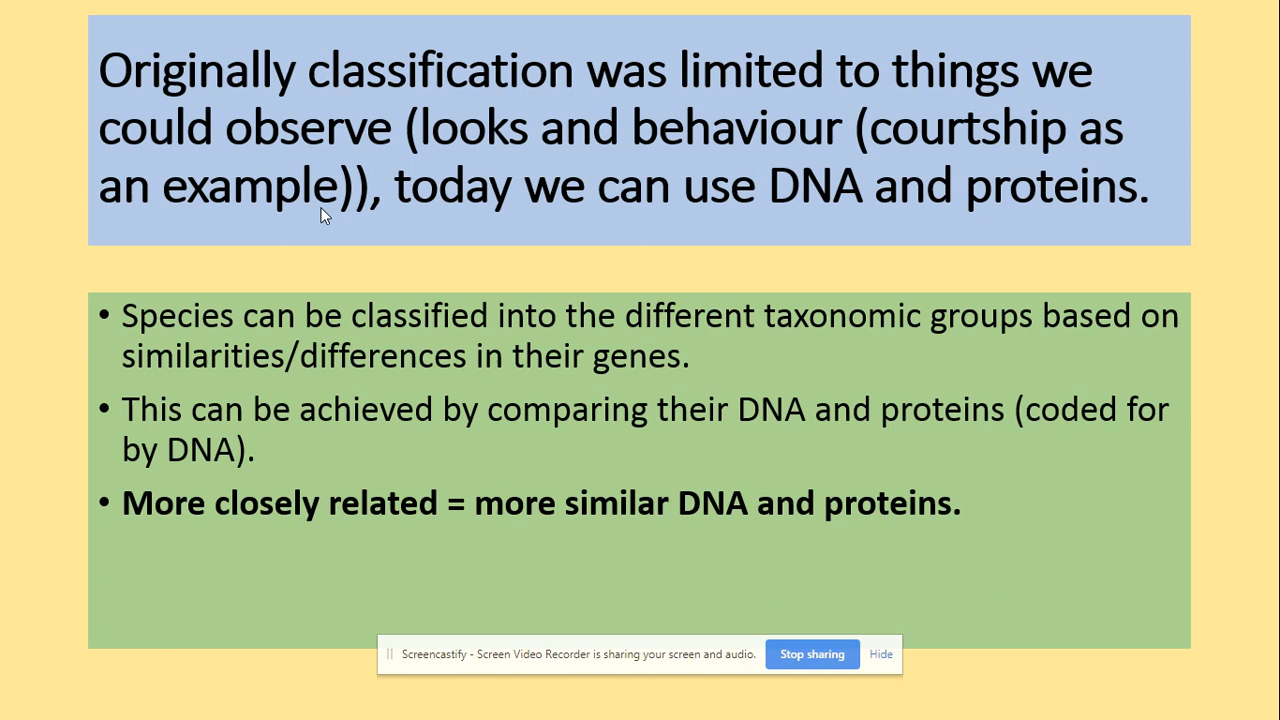 Originally classification was limited to things we
could observe (looks and behaviour (courtship as
an example)), today we can use DNA and proteins.
• Species can be classified into the different taxonomic groups based on
similarities/differences in their genes.
• This can be achieved by comparing their DNA and proteins (coded for
by DNA).
• More closely related = more similar DNA and proteins.
Screencastify - Screen Video Recorder is sharing your screen and audio. Stop sharing Hide